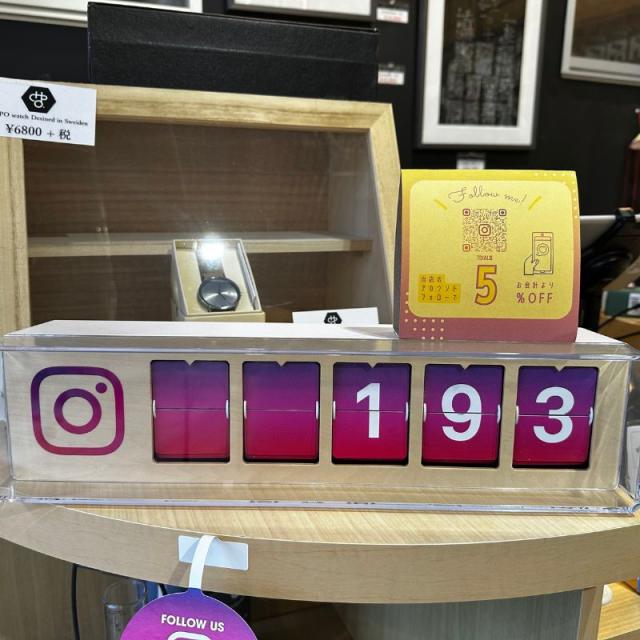 PO watch Desined in Sweden
¥6800 + 税
Follow me!
TOTAL
5
当店の
アカウント
フォローで
お会計より
%OFF
193
FOLLOW US